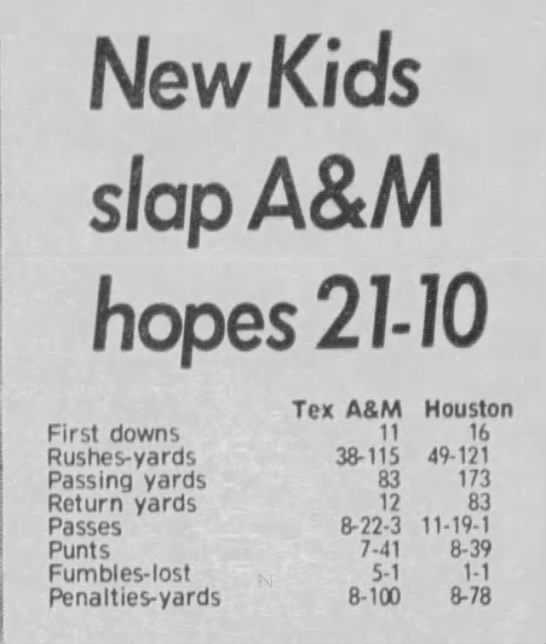 New Kids
slap A&M
hopes 21-10
Tex A&M Houston
First downs 11 16
Rushes-yards 38-115 49-121
Passing yards 83 173
Return yards 12 83
Passes 8-22-3 11-19-1
Punts 7-41 8-39
Fumbles-lost 5-1 1-1
Penalties-yards 8-100 8-78